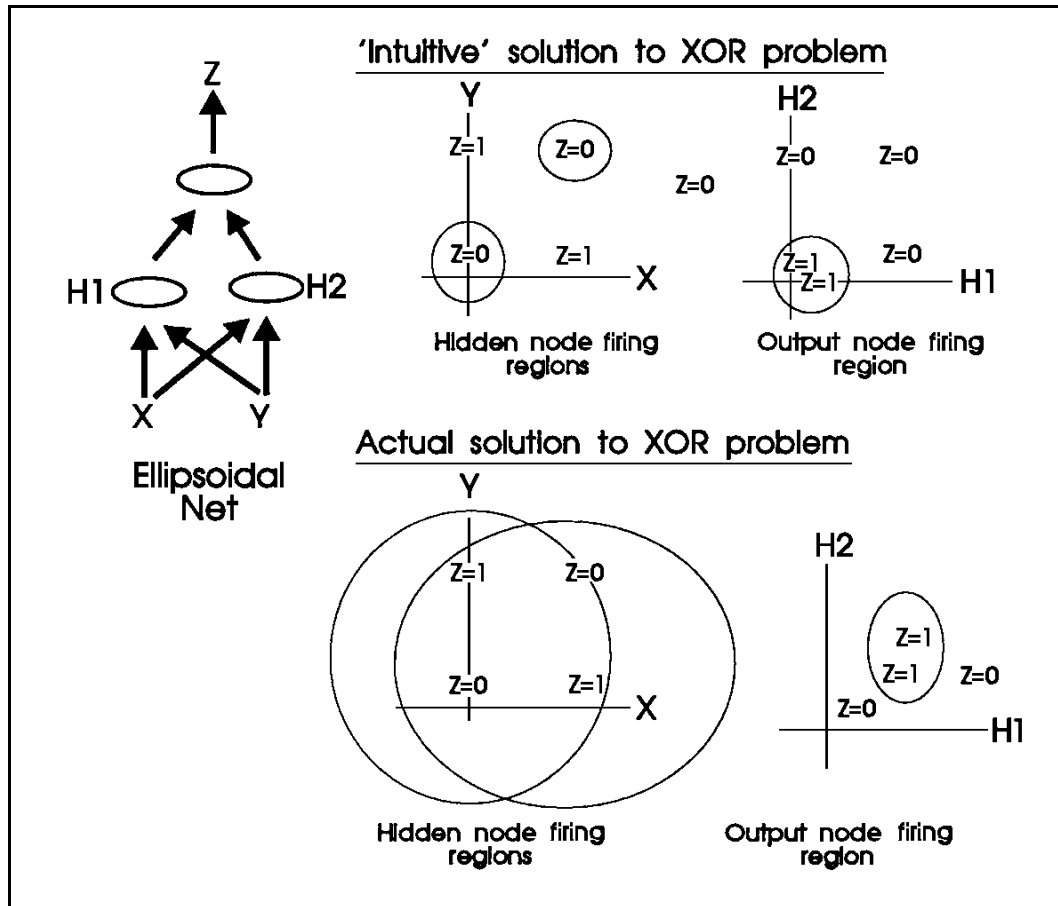 'Intuitive' solution to XOR problem
Z
H1
H2
X
Y
Ellipsoidal
Net
Y
Z=1
Z=0
Z=0
Z=0
Z=1
X
Hidden node firing
regions
H2
Z=0
Z=0
Z=1
Z=1
Z=0
H1
Output node firing
region
Actual solution to XOR problem
Y
Z=1
Z=0
Z=0
Z=1
X
Hidden node firing
regions
H2
Z=1
Z=1
Z=0
Z=0
H1
Output node firing
region